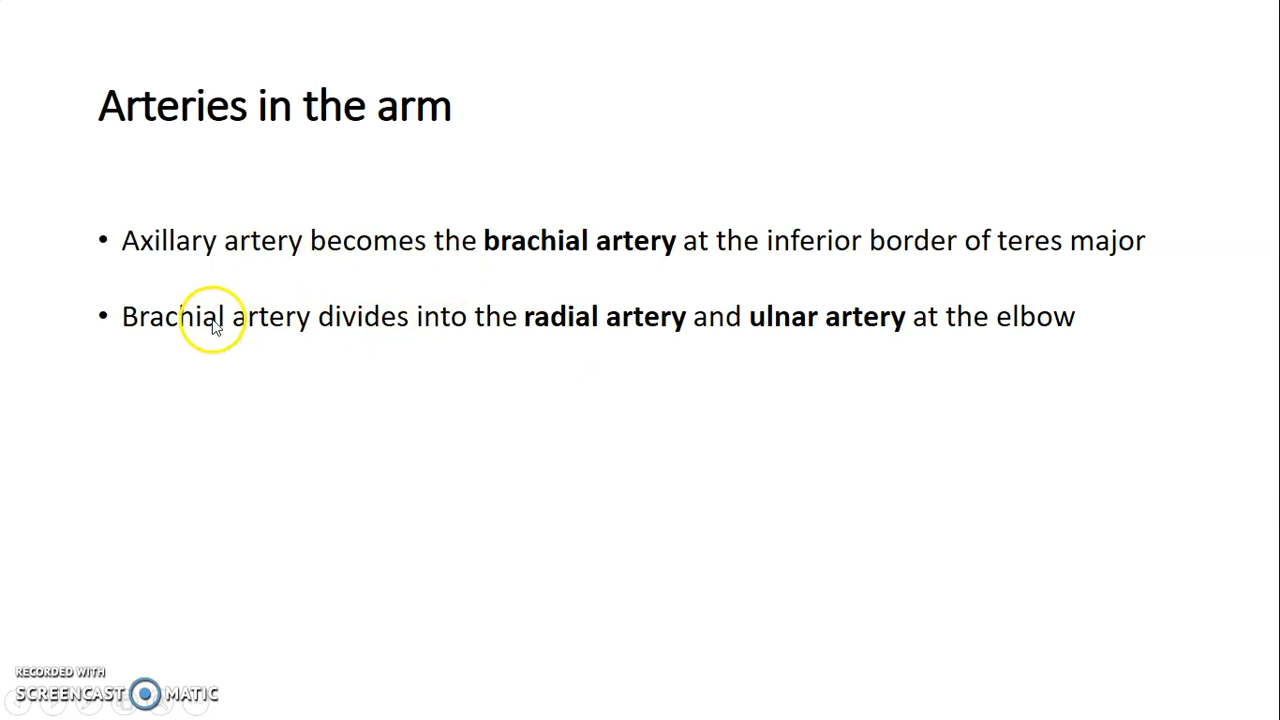 Arteries in the arm
• Axillary artery becomes the brachial artery at the inferior border of teres major
• Brachial artery divides into the radial artery and ulnar artery at the elbow
RECORDED WITH
SCREENCAST MATIC